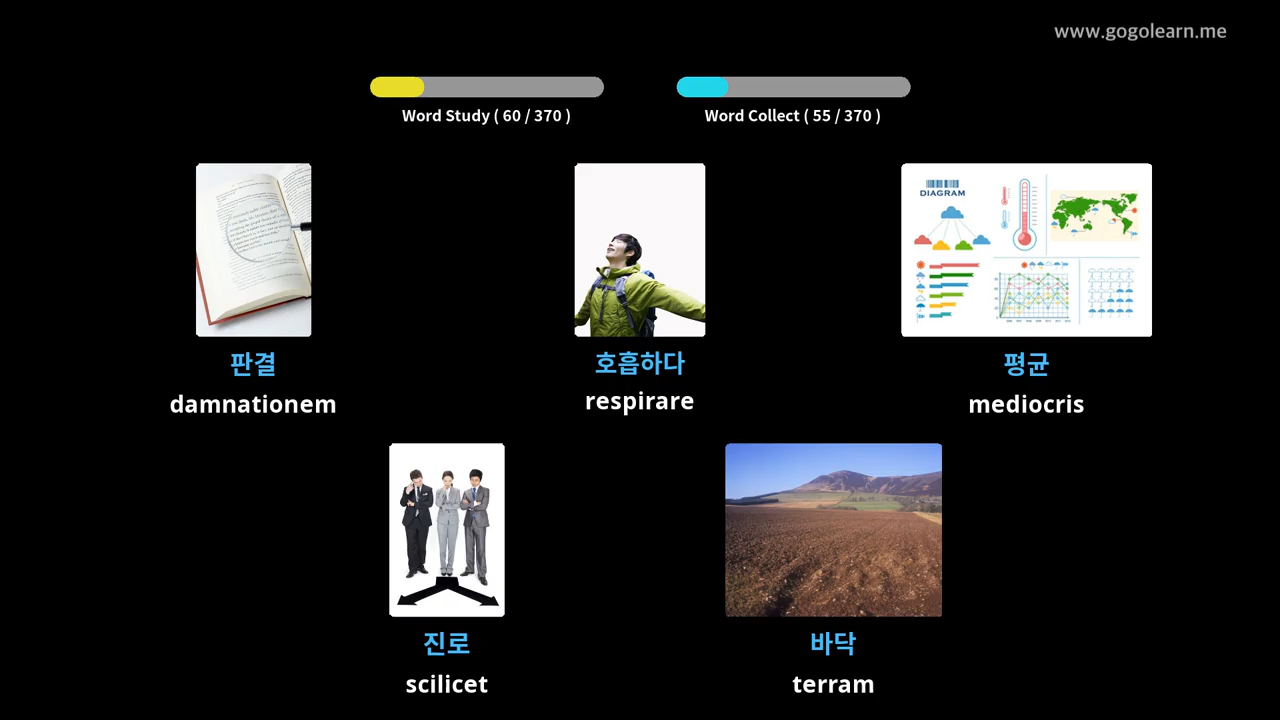 www.gogolearn.me
Word Study ( 60 / 370 )
Word Collect ( 55 / 370 )
DIAGRAM
판결
damnationem
호흡하다
respirare
평균
mediocris
진로
scilicet
바닥
terram